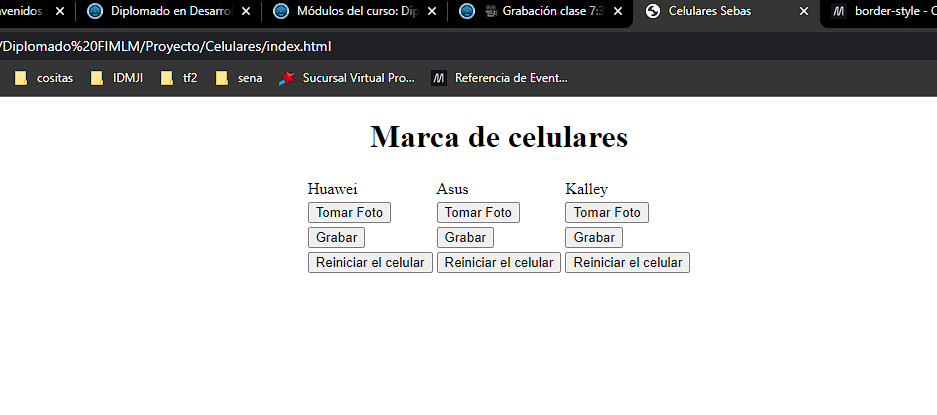 nvenidos
Diplomado en Desarrol
Módulos del curso: Dip
Grabación clase 7:3
Celulares Sebas
border-style - C
/Diplomado%20FIMLM/Proyecto/Celulares/index.html
cositas
IDMJI
tf2
sena
Sucursal Virtual Pro...
Referencia de Event...
Marca de celulares
Huawei Asus Kalley
Tomar Foto Tomar Foto Tomar Foto
Grabar Grabar Grabar
Reiniciar el celular Reiniciar el celular Reiniciar el celular